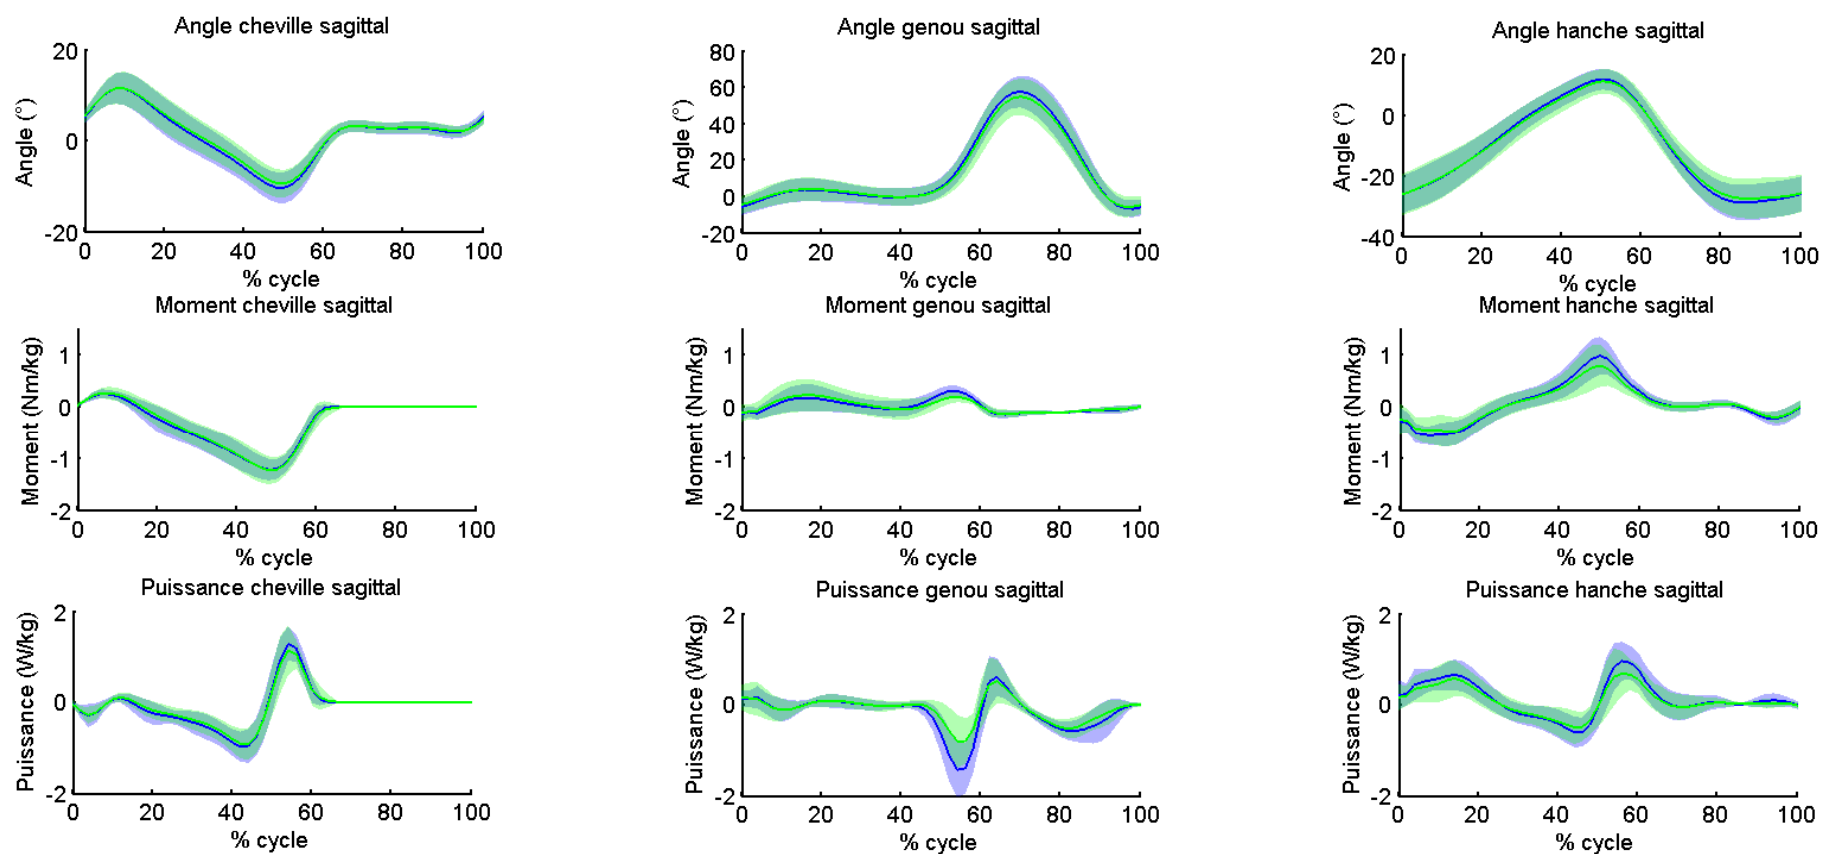 Angle cheville sagittal
Angle genou sagittal
Angle hanche sagittal
20
10
0
-10
-20
Angle (°)
0 20 40 60 80 100
% cycle
80
60
40
20
0
-20
Angle (°)
0 20 40 60 80 100
% cycle
20
0
-20
-40
Angle (°)
0 20 40 60 80 100
% cycle
Moment cheville sagittal
Moment genou sagittal
Moment hanche sagittal
1
0
-1
-2
Moment (Nm/kg)
0 20 40 60 80 100
% cycle
1
0
-1
-2
Moment (Nm/kg)
0 20 40 60 80 100
% cycle
1
0
-1
-2
Moment (Nm/kg)
0 20 40 60 80 100
% cycle
Puissance cheville sagittal
Puissance genou sagittal
Puissance hanche sagittal
2
0
-2
Puissance (W/kg)
0 20 40 60 80 100
% cycle
2
0
-2
Puissance (W/kg)
0 20 40 60 80 100
% cycle
2
0
-2
Puissance (W/kg)
0 20 40 60 80 100
% cycle